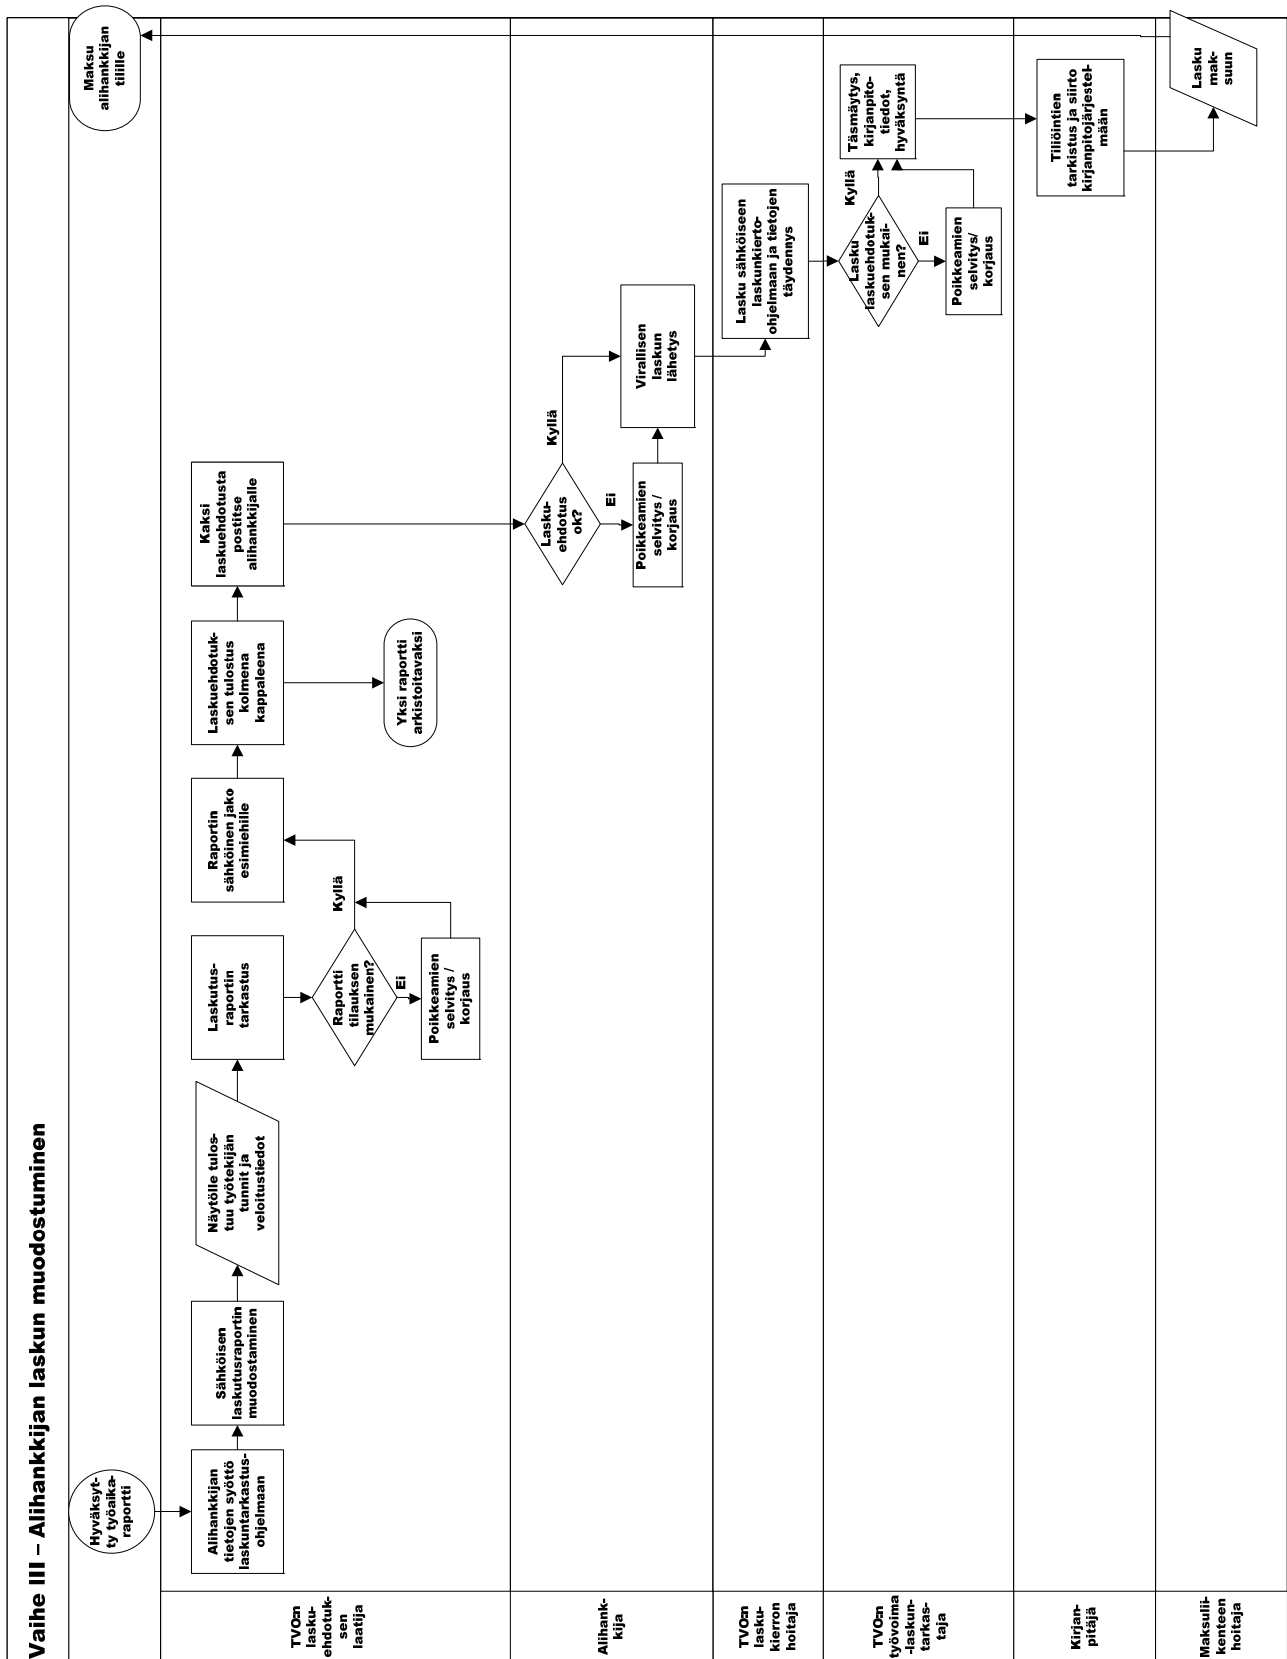 Vaihe III – Alihankkijan laskun muodostuminen
Hyväksyt-
ty työaika-
raportti
Maksu
alihankkijan
tilille
TVO:n
lasku-
ehdotuk-
sen
laatija
Alihankkijan
tietojen syöttö
laskuntarkastus-
ohjelmaan
Sähköisen
laskutusraportin
muodostaminen
Näytölle tulos-
tuu työtekijän
tunnit ja
veloitustiedot
Laskutus-
raportin
tarkastus
Raportti
tilauksen
mukainen?
Kyllä
Ei
Poikkeamien
selvitys /
korjaus
Raportin
sähköinen jako
esimiehille
Laskuehdotuk-
sen tulostus
kolmena
kappaleena
Yksi raportti
arkistoitavaksi
Kaksi
laskuehdotusta
postitse
alihankkijalle
Alihank-
kija
Lasku-
ehdotus
ok?
Kyllä
Ei
Poikkeamien
selvitys /
korjaus
Virallisen
laskun
lähetys
TVO:n
lasku-
kierron
hoitaja
Lasku sähköiseen
laskunkierto-
ohjelmaan ja tietojen
täydennys
TVO:n
työvoima
-laskun-
tarkas-
taja
Lasku
laskuehdotuk-
sen mukai-
nen?
Kyllä
Ei
Poikkeamien
selvitys/
korjaus
Täsmäytys,
kirjanpito-
tiedot,
hyväksyntä
Kirjan-
pitäjä
Tiliöintien
tarkistus ja siirto
kirjanpitojärjestel-
mään
Maksulii-
kenteen
hoitaja
Lasku
mak-
suun